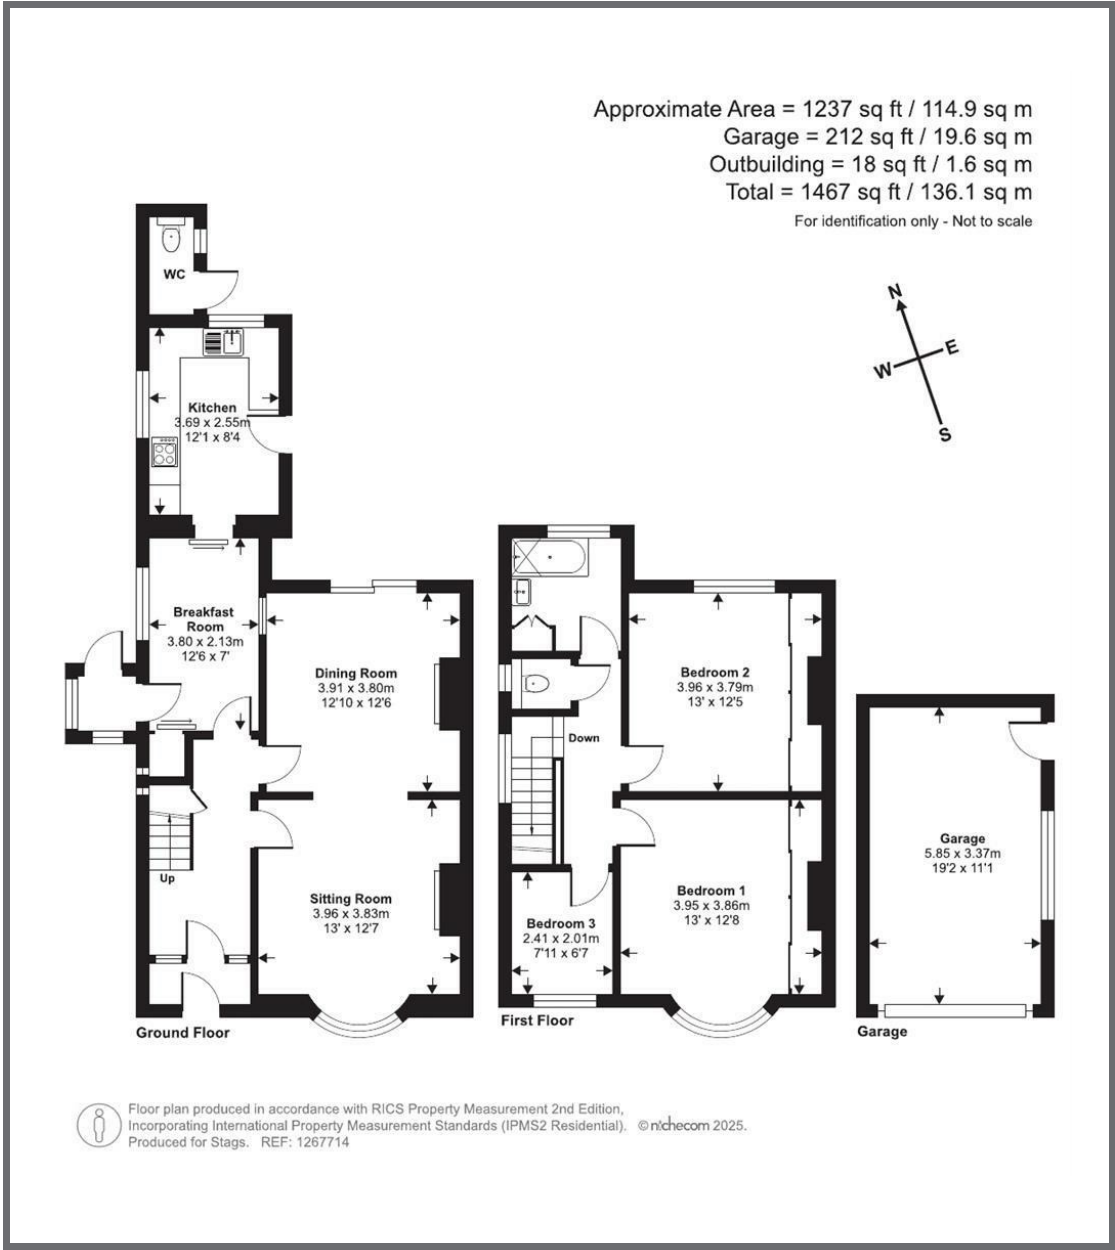 Approximate Area = 1237 sq ft / 114.9 sq m
Garage = 212 sq ft / 19.6 sq m
Outbuilding = 18 sq ft / 1.6 sq m
Total = 1467 sq ft / 136.1 sq m
For identification only - Not to scale
N
E
W
S
WC
Kitchen
3.69 x 2.55m
12'1 x 8'4
Breakfast
Room
3.80 x 2.13m
12'6 x 7'
Dining Room
3.91 x 3.80m
12'10 x 12'6
Up
Sitting Room
3.96 x 3.83m
13' x 12'7
Ground Floor
Bedroom 2
3.96 x 3.79m
13' x 12'5
Down
Bedroom 1
3.95 x 3.86m
13' x 12'8
Bedroom 3
2.41 x 2.01m
7'11 x 6'7
First Floor
Garage
5.85 x 3.37m
19'2 x 11'1
Garage
Floor plan produced in accordance with RICS Property Measurement 2nd Edition,
Incorporating International Property Measurement Standards (IPMS2 Residential). © nichecom 2025.
Produced for Stags. REF: 1267714